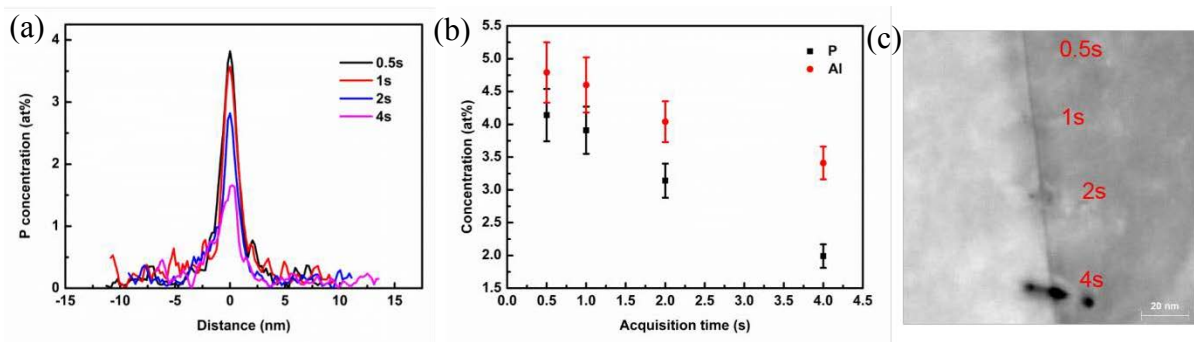 (a)
P concentration (at%)
4
3
2
1
0
-15 -10 -5 0 5 10 15
Distance (nm)
0.5s
1s
2s
4s
(b)
Concentration (at%)
5.5
5.0
4.5
4.0
3.5
3.0
2.5
2.0
1.5
0.0 0.5 1.0 1.5 2.0 2.5 3.0 3.5 4.0 4.5
Acquisition time (s)
P
Al
(c)
0.5s
1s
2s
4s
20 nm